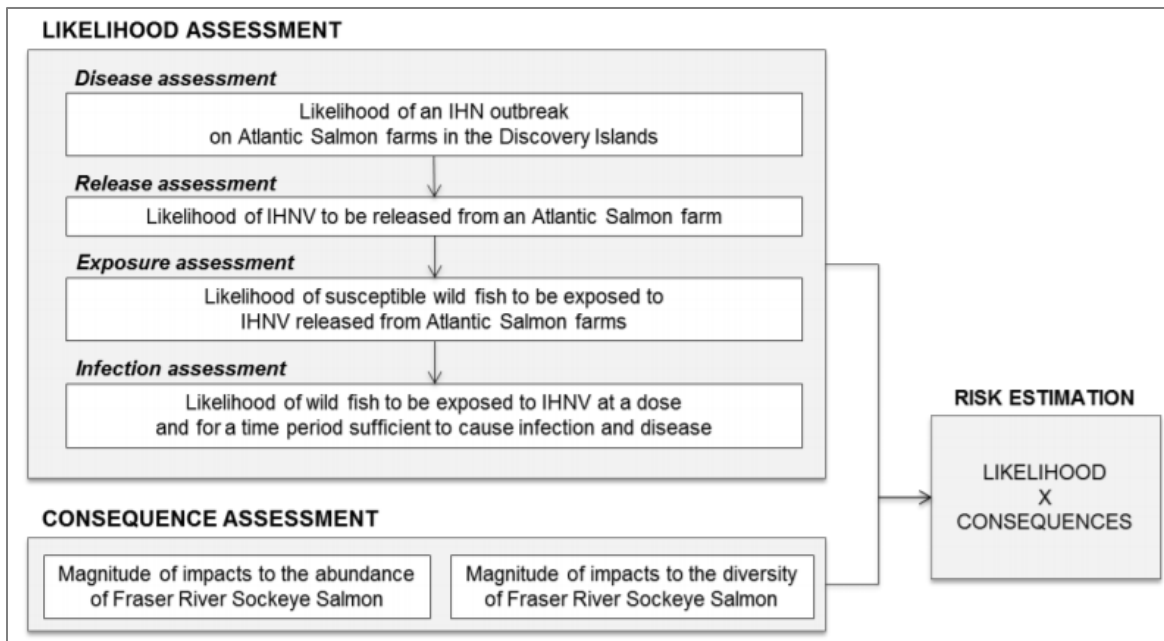 LIKELIHOOD ASSESSMENT
Disease assessment
Likelihood of an IHN outbreak
on Atlantic Salmon farms in the Discovery Islands
Release assessment
Likelihood of IHNV to be released from an Atlantic Salmon farm
Exposure assessment
Likelihood of susceptible wild fish to be exposed to
IHNV released from Atlantic Salmon farms
Infection assessment
Likelihood of wild fish to be exposed to IHNV at a dose
and for a time period sufficient to cause infection and disease
CONSEQUENCE ASSESSMENT
Magnitude of impacts to the abundance
of Fraser River Sockeye Salmon
Magnitude of impacts to the diversity
of Fraser River Sockeye Salmon
RISK ESTIMATION
LIKELIHOOD
X
CONSEQUENCES